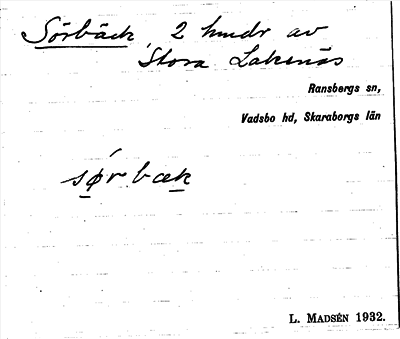 Sörbäck, 2 hmdr av
Stora Lakenäs
Ransbergs sn,
Vadsbo hd, Skaraborgs län
sørbæk
L. MADSÉN 1932.